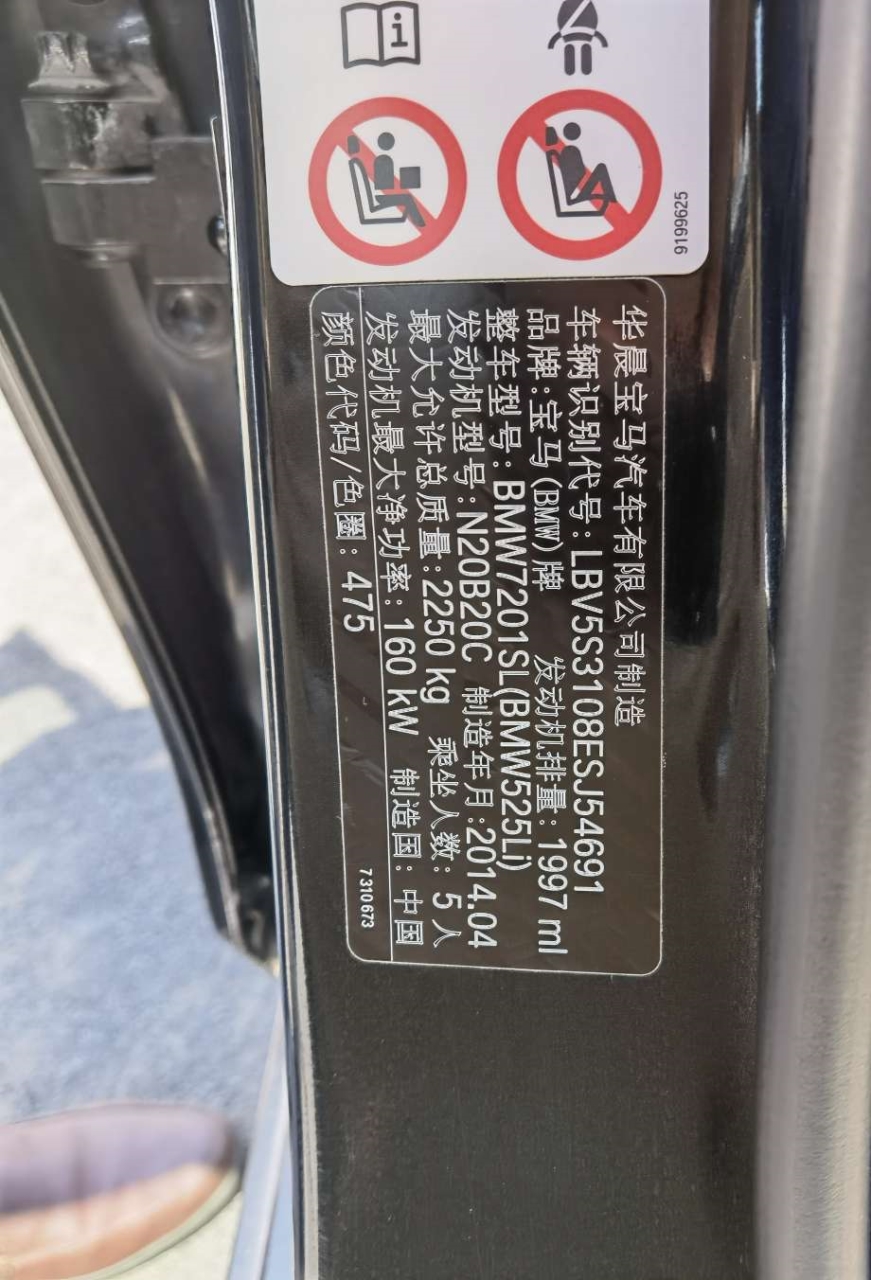 9199625
华晨宝马汽车有限公司制造
车辆识别代号: LBV5S3108ESJ54691
品牌:宝马(BMW)牌 发动机排量: 1997 ml
整车型号: BMW7201SL(BMW525Li)
发动机型号:N20B20C 制造年月:2014.04
最大允许总质量:2250 kg 乘坐人数: 5人
发动机最大净功率: 160 kW 制造国: 中国
颜色代码/色圈: 475
7 310 673